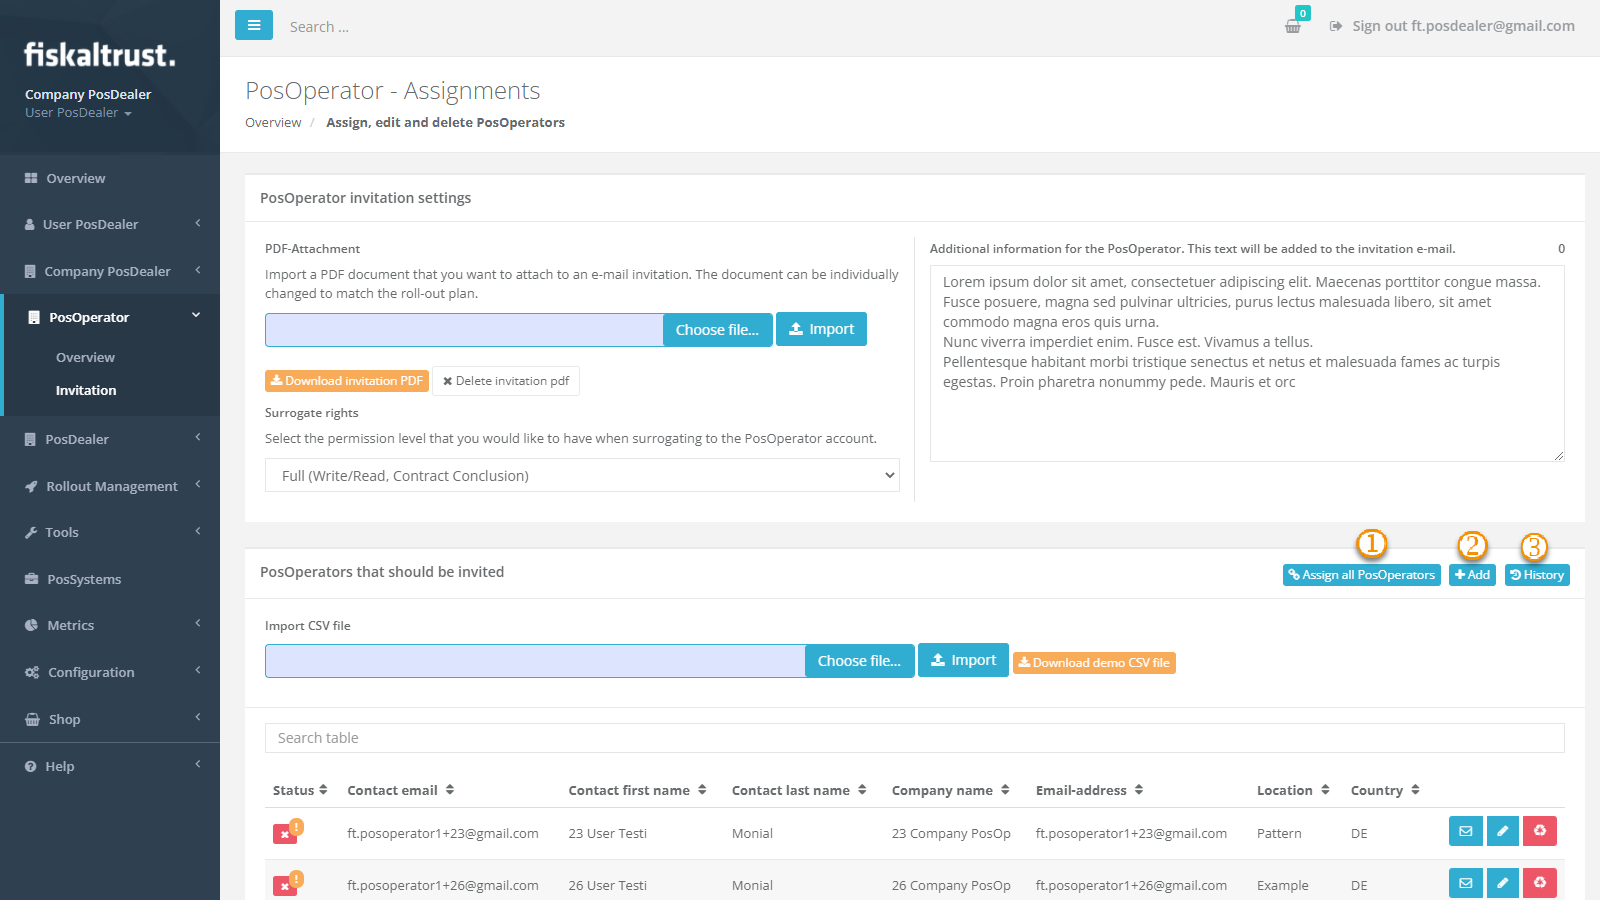 fiskaltrust.
Company PosDealer
User PosDealer
Overview
User PosDealer
Company PosDealer
PosOperator
Overview
Invitation
PosDealer
Rollout Management
Tools
PosSystems
Metrics
Configuration
Shop
Help
Search ...
0
Sign out ft.posdealer@gmail.com
PosOperator - Assignments
Overview / Assign, edit and delete PosOperators
PosOperator invitation settings
PDF-Attachment
Import a PDF document that you want to attach to an e-mail invitation. The document can be individually
changed to match the roll-out plan.
Choose file... Import
Download invitation PDF Delete invitation pdf
Surrogate rights
Select the permission level that you would like to have when surrogating to the PosOperator account.
Full (Write/Read, Contract Conclusion)
Additional information for the PosOperator. This text will be added to the invitation e-mail. 0
Lorem ipsum dolor sit amet, consectetuer adipiscing elit. Maecenas porttitor congue massa.
Fusce posuere, magna sed pulvinar ultricies, purus lectus malesuada libero, sit amet
commodo magna eros quis urna.
Nunc viverra imperdiet enim. Fusce est. Vivamus a tellus.
Pellentesque habitant morbi tristique senectus et netus et malesuada fames ac turpis
egestas. Proin pharetra nonummy pede. Mauris et orc
1 2 3
PosOperators that should be invited Assign all PosOperators Add History
Import CSV file
Choose file... Import Download demo CSV file
Search table
Status Contact email Contact first name Contact last name Company name Email-address Location Country
! ft.posoperator1+23@gmail.com 23 User Testi Monial 23 Company PosOp ft.posoperator1+23@gmail.com Pattern DE
! ft.posoperator1+26@gmail.com 26 User Testi Monial 26 Company PosOp ft.posoperator1+26@gmail.com Example DE